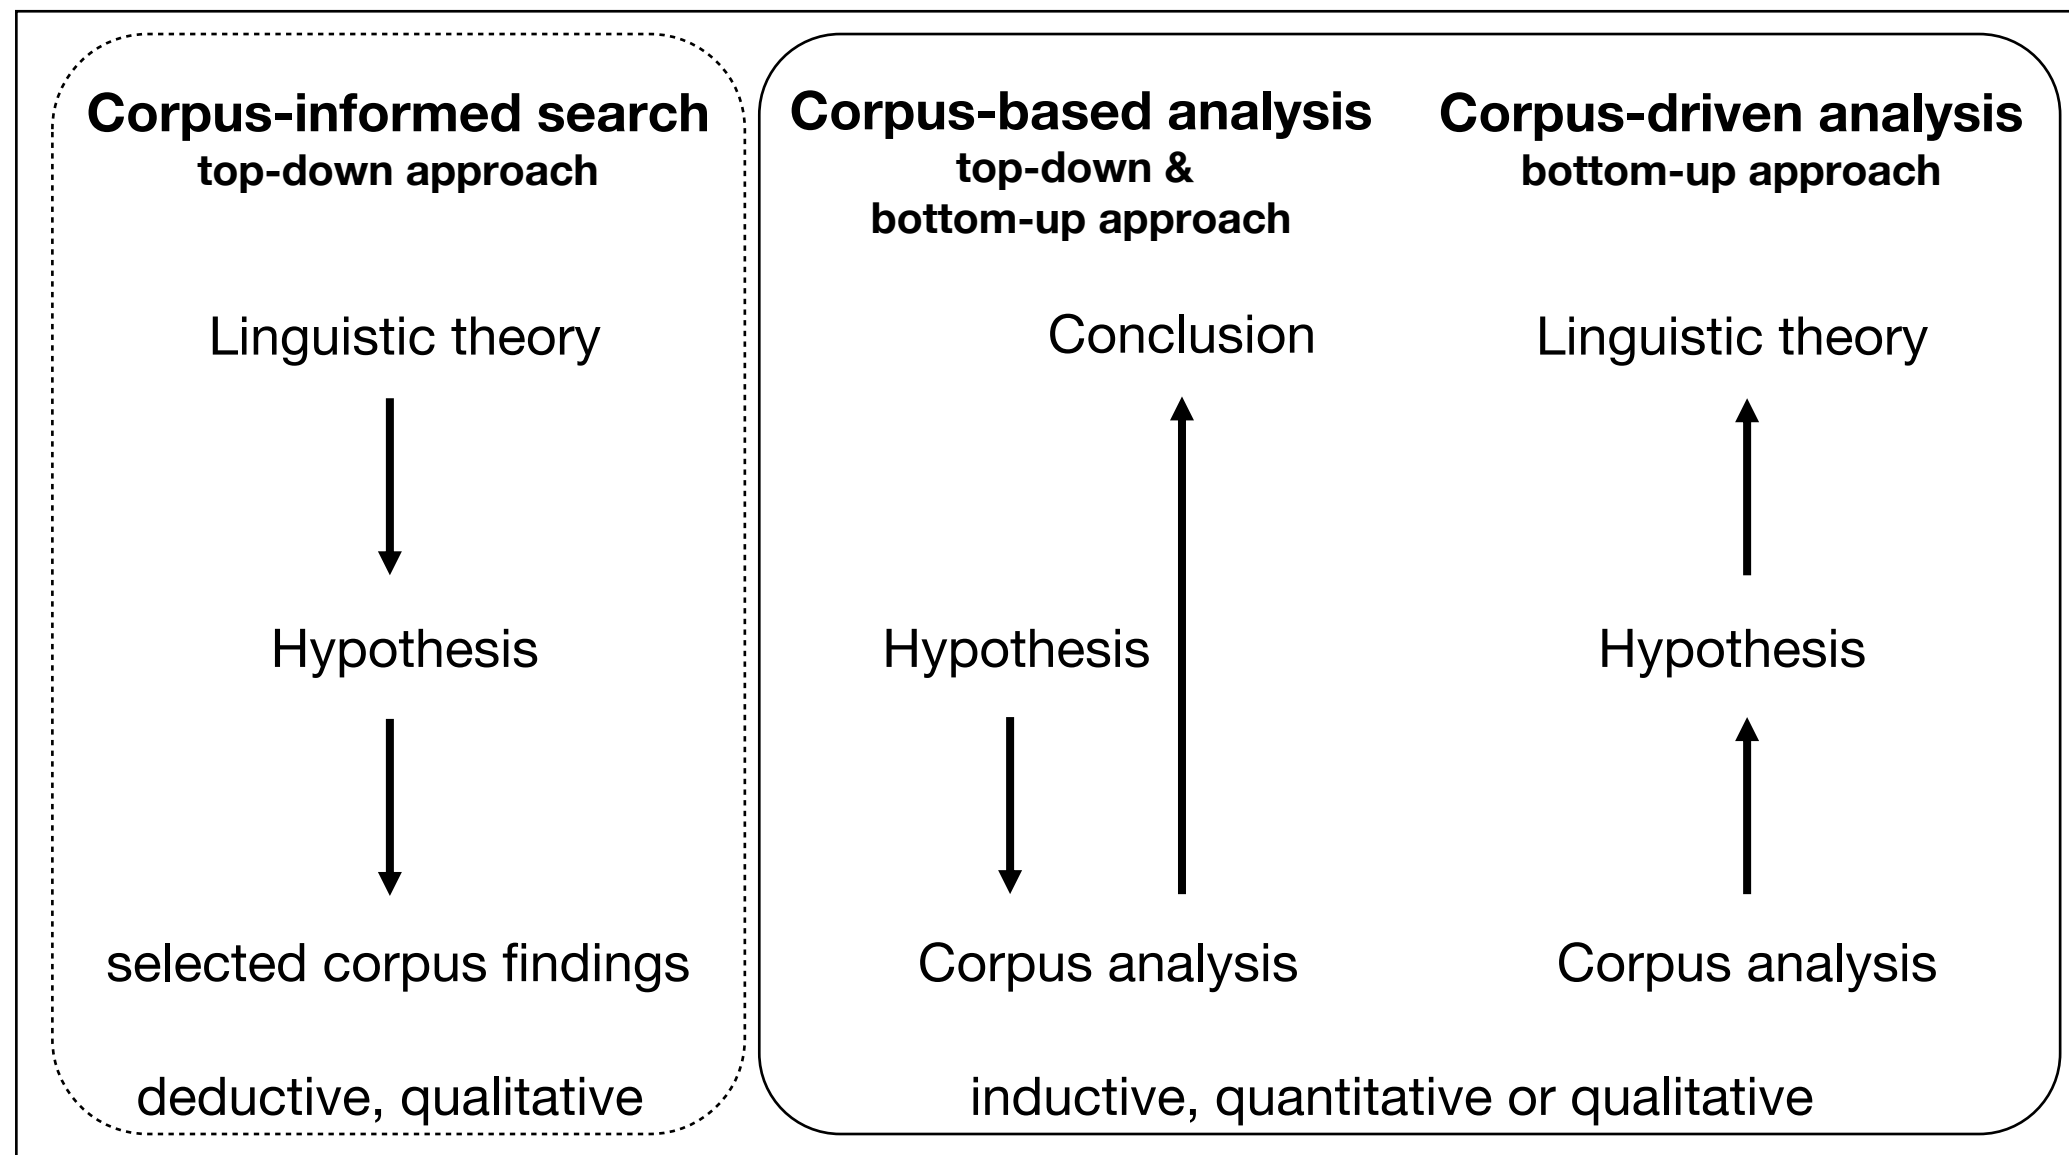 Corpus-informed search
top-down approach
Linguistic theory
Hypothesis
selected corpus findings
deductive, qualitative
Corpus-based analysis
top-down &
bottom-up approach
Conclusion
Hypothesis
Corpus analysis
Corpus-driven analysis
bottom-up approach
Linguistic theory
Hypothesis
Corpus analysis
inductive, quantitative or qualitative